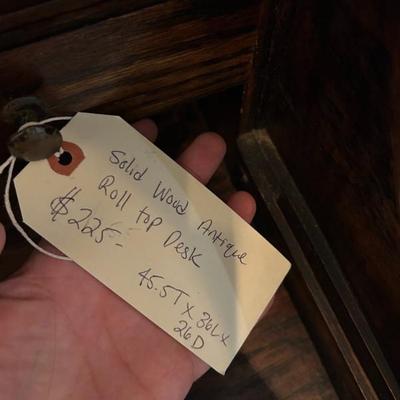 Solid Wood Antique
Roll top Desk
$225-
45.5T x 36L x
26D